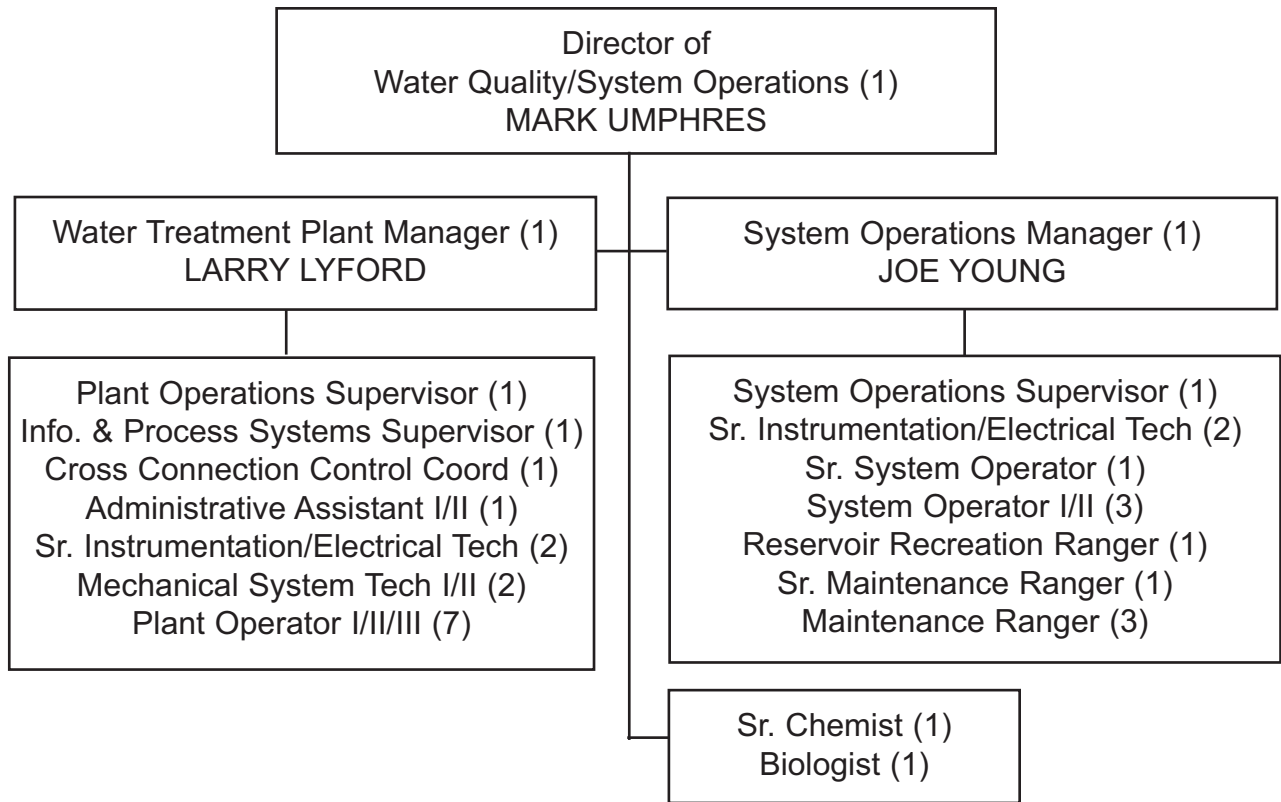 Director of
Water Quality/System Operations (1)
MARK UMPHRES
Water Treatment Plant Manager (1)
LARRY LYFORD
System Operations Manager (1)
JOE YOUNG
Plant Operations Supervisor (1)
Info. & Process Systems Supervisor (1)
Cross Connection Control Coord (1)
Administrative Assistant I/II (1)
Sr. Instrumentation/Electrical Tech (2)
Mechanical System Tech I/II (2)
Plant Operator I/II/III (7)
System Operations Supervisor (1)
Sr. Instrumentation/Electrical Tech (2)
Sr. System Operator (1)
System Operator I/II (3)
Reservoir Recreation Ranger (1)
Sr. Maintenance Ranger (1)
Maintenance Ranger (3)
Sr. Chemist (1)
Biologist (1)